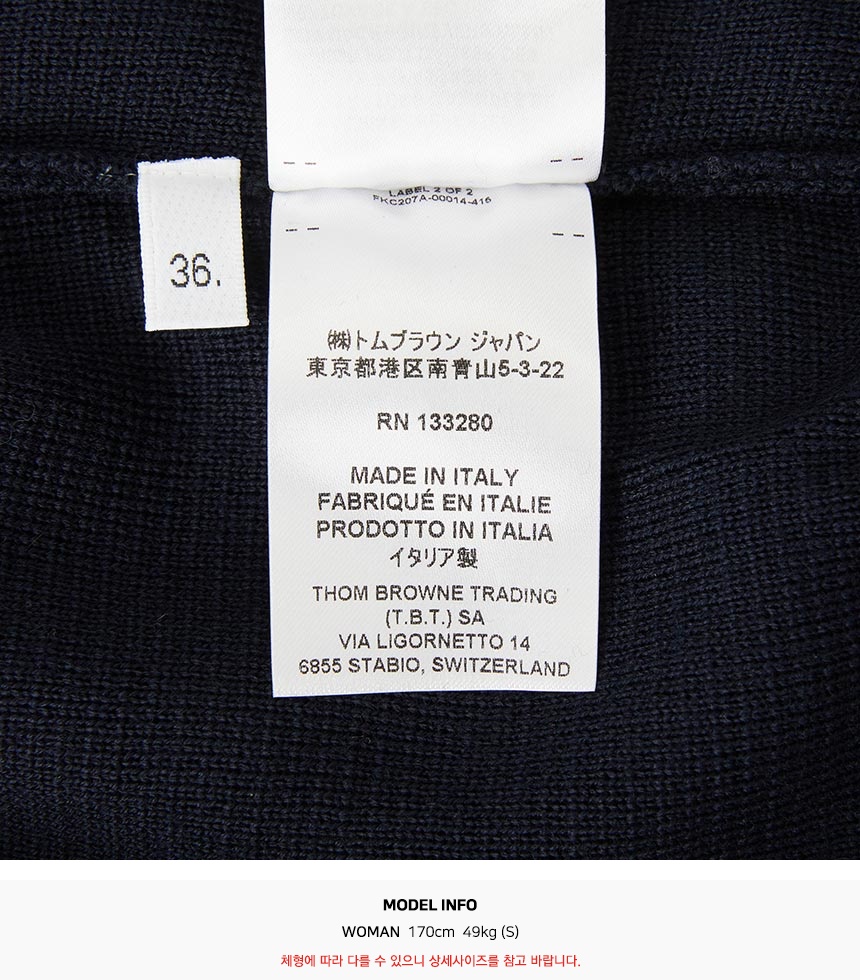 LABEL 2 OF 2
FKC207A-00014-416
36.
㈱トムブラウン ジャパン
東京都港区南青山5-3-22
RN 133280
MADE IN ITALY
FABRIQUÉ EN ITALIE
PRODOTTO IN ITALIA
イタリア製
THOM BROWNE TRADING
(T.B.T.) SA
VIA LIGORNETTO 14
6855 STABIO, SWITZERLAND
MODEL INFO
WOMAN 170cm 49kg (S)
체형에 따라 다를 수 있으니 상세사이즈를 참고 바랍니다.